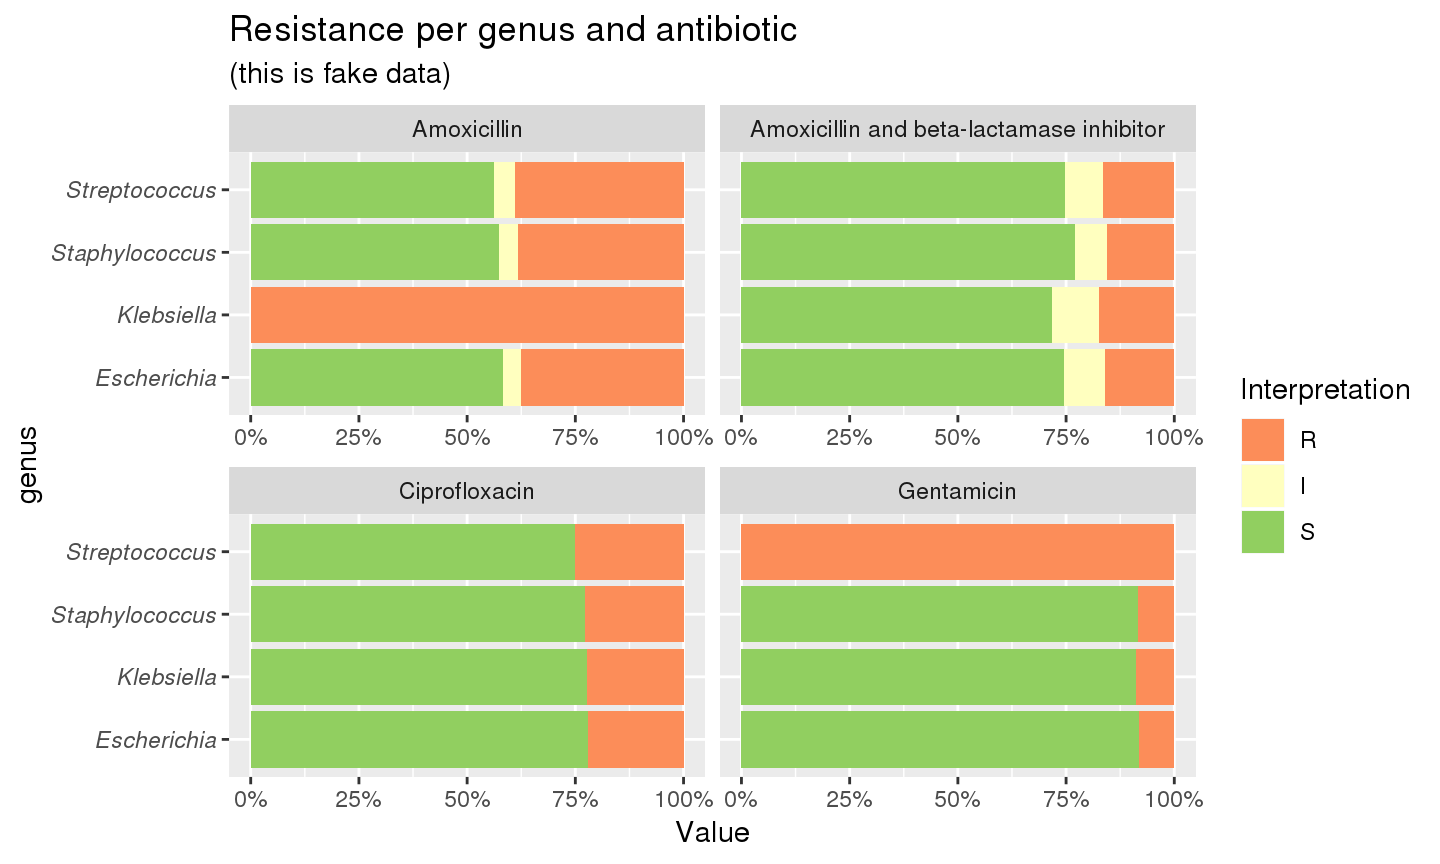 Resistance per genus and antibiotic
(this is fake data)
Amoxicillin
Amoxicillin and beta-lactamase inhibitor
Streptococcus
Staphylococcus
Klebsiella
Escherichia
0% 25% 50% 75% 100%
0% 25% 50% 75% 100%
Ciprofloxacin
Gentamicin
Streptococcus
Staphylococcus
Klebsiella
Escherichia
0% 25% 50% 75% 100%
0% 25% 50% 75% 100%
genus
Value
Interpretation
R
I
S